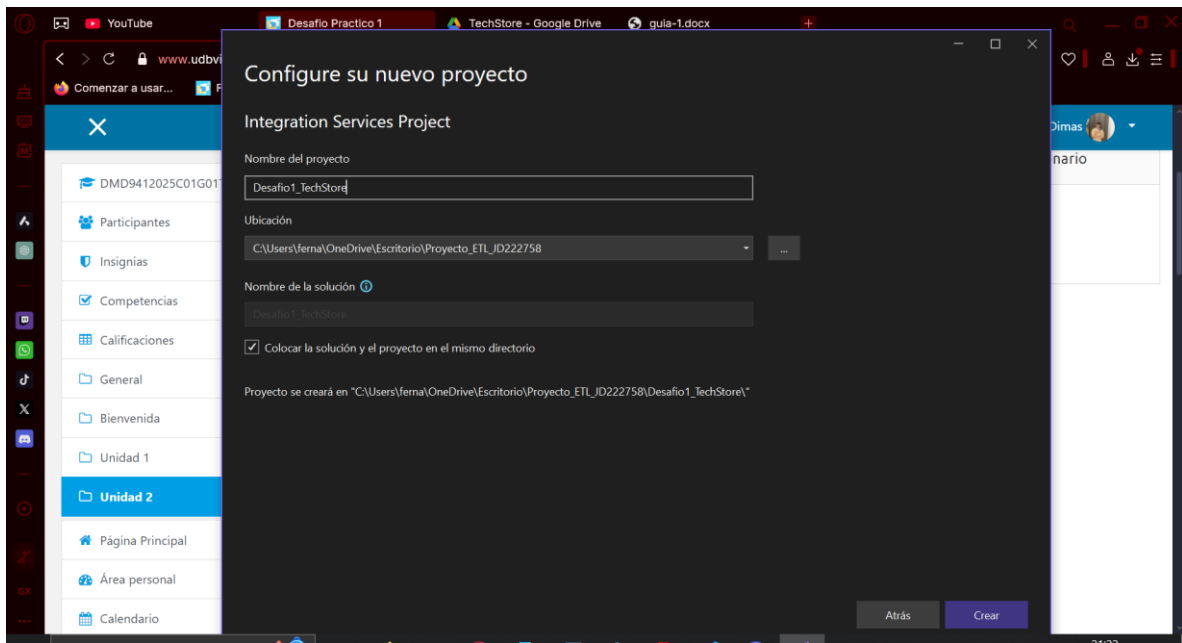 YouTube
Desafio Practico 1
TechStore - Google Drive
guia-1.docx
www.udbvi
Comenzar a usar...
Configure su nuevo proyecto
Integration Services Project
Nombre del proyecto
Desafio1_TechStore
Ubicación
C:\Users\ferna\OneDrive\Escritorio\Proyecto_ETL_JD222758
...
Nombre de la solución
Desafio1_TechStore
Colocar la solución y el proyecto en el mismo directorio
Proyecto se creará en "C:\Users\ferna\OneDrive\Escritorio\Proyecto_ETL_JD222758\Desafio1_TechStore\"
Atrás
Crear
Dimas
nario
DMD9412025C01G01
Participantes
Insignias
Competencias
Calificaciones
General
Bienvenida
Unidad 1
Unidad 2
Página Principal
Área personal
Calendario
GX